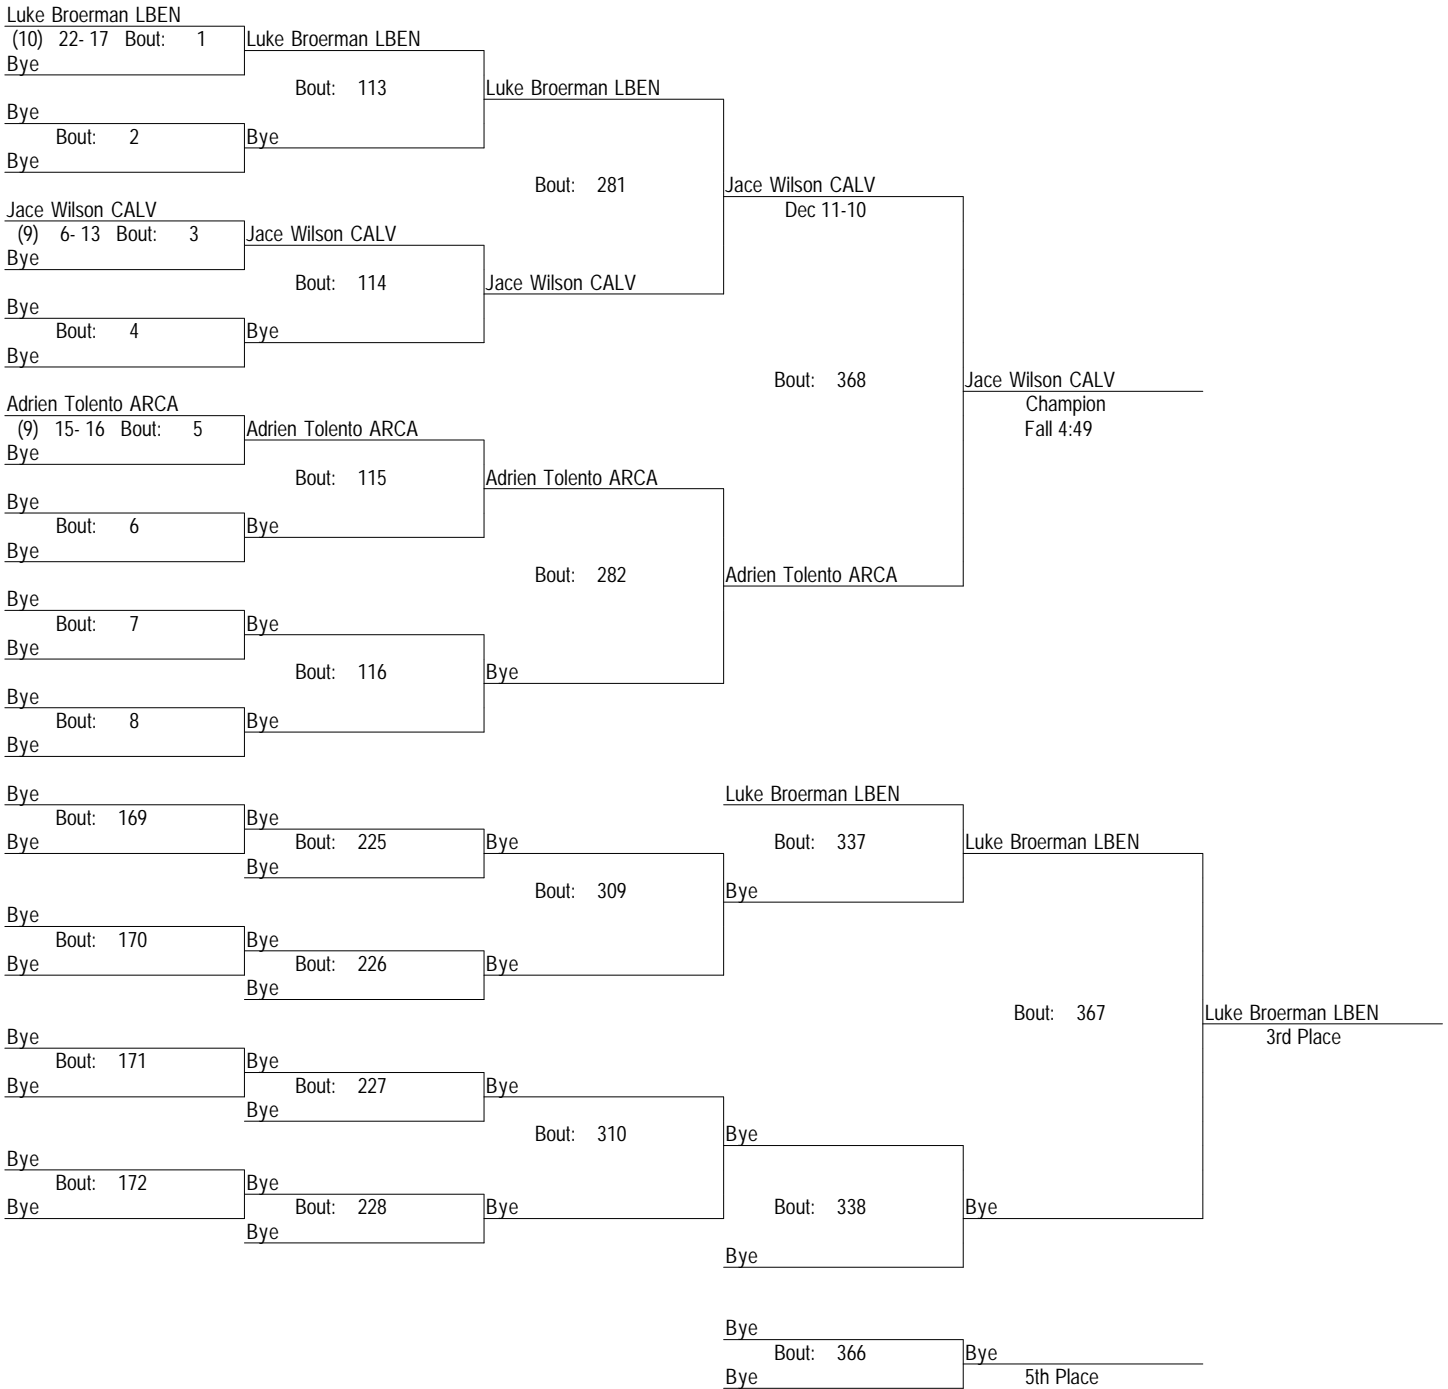 Luke Broerman LBEN
(10) 22- 17 Bout: 1 Luke Broerman LBEN
Bye
Bout: 113 Luke Broerman LBEN
Bye
Bout: 2 Bye
Bye
Bout: 281 Jace Wilson CALV
Jace Wilson CALV Dec 11-10
(9) 6- 13 Bout: 3 Jace Wilson CALV
Bye
Bout: 114 Jace Wilson CALV
Bye
Bout: 4 Bye
Bye
Bout: 368 Jace Wilson CALV
Adrien Tolento ARCA Champion
(9) 15- 16 Bout: 5 Adrien Tolento ARCA Fall 4:49
Bye
Bout: 115 Adrien Tolento ARCA
Bye
Bout: 6 Bye
Bye
Bout: 282 Adrien Tolento ARCA
Bye
Bout: 7 Bye
Bye
Bout: 116 Bye
Bye
Bout: 8 Bye
Bye
Bye Luke Broerman LBEN
Bout: 169 Bye
Bye Bout: 225 Bye Bout: 337 Luke Broerman LBEN
Bye
Bout: 309 Bye
Bye
Bout: 170 Bye
Bye Bout: 226 Bye
Bye
Bout: 367 Luke Broerman LBEN
Bye 3rd Place
Bout: 171 Bye
Bye Bout: 227 Bye
Bye
Bout: 310 Bye
Bye
Bout: 172 Bye
Bye Bout: 228 Bye Bout: 338 Bye
Bye
Bye
Bye
Bout: 366 Bye
Bye 5th Place